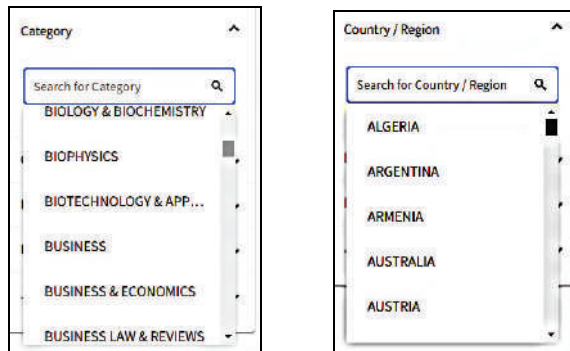 Category
Search for Category
BIOLOGY & BIOCHEMISTRY
BIOPHYSICS
BIOTECHNOLOGY & APP...
BUSINESS
BUSINESS & ECONOMICS
BUSINESS LAW & REVIEWS
Country / Region
Search for Country / Region
ALGERIA
ARGENTINA
ARMENIA
AUSTRALIA
AUSTRIA